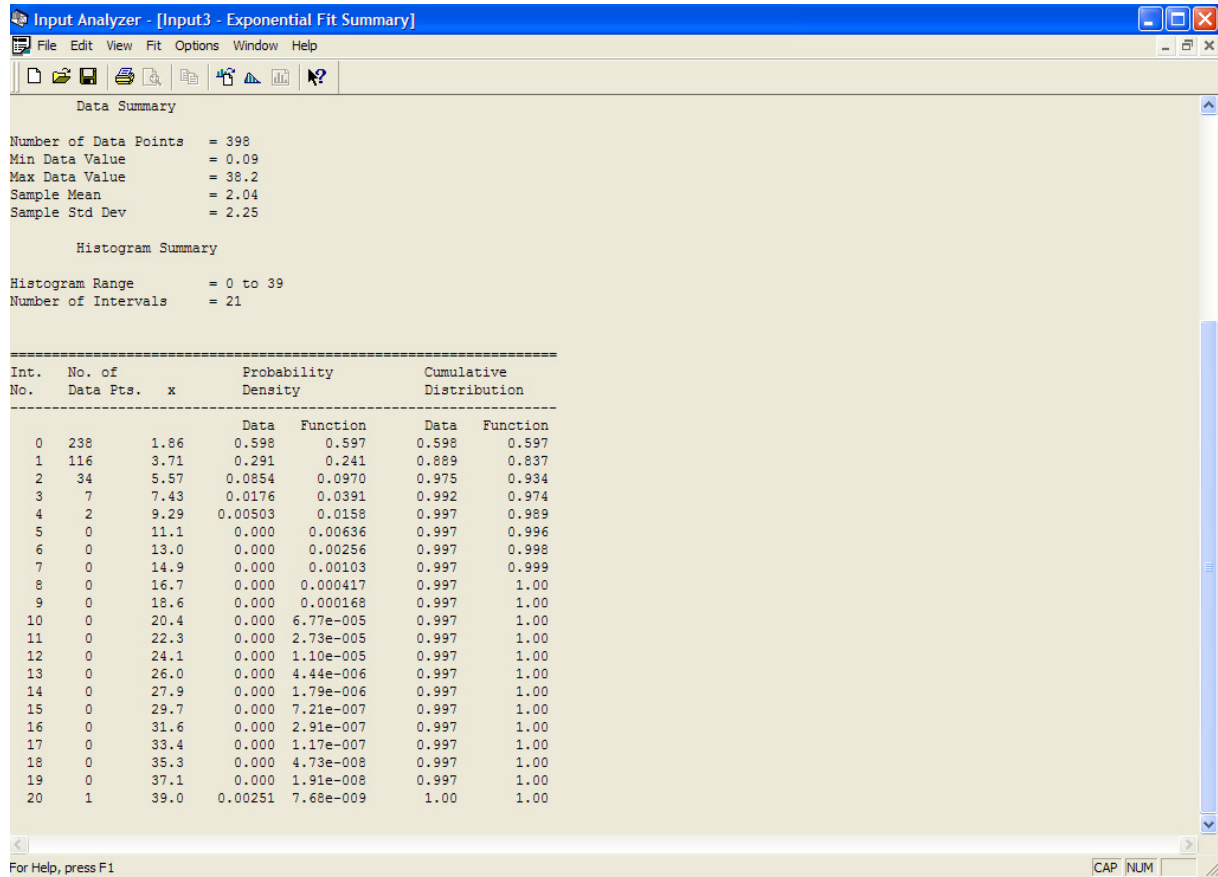 Input Analyzer - [Input3 - Exponential Fit Summary]
File Edit View Fit Options Window Help
Data Summary
Number of Data Points = 398
Min Data Value = 0.09
Max Data Value = 38.2
Sample Mean = 2.04
Sample Std Dev = 2.25
Histogram Summary
Histogram Range = 0 to 39
Number of Intervals = 21
Int. No. of Probability Cumulative
No. Data Pts. x Density Distribution
Data Function Data Function
0 238 1.86 0.598 0.597 0.598 0.597
1 116 3.71 0.291 0.241 0.889 0.837
2 34 5.57 0.0854 0.0970 0.975 0.934
3 7 7.43 0.0176 0.0391 0.992 0.974
4 2 9.29 0.00503 0.0158 0.997 0.989
5 0 11.1 0.000 0.00636 0.997 0.996
6 0 13.0 0.000 0.00256 0.997 0.998
7 0 14.9 0.000 0.00103 0.997 0.999
8 0 16.7 0.000 0.000417 0.997 1.00
9 0 18.6 0.000 0.000168 0.997 1.00
10 0 20.4 0.000 6.77e-005 0.997 1.00
11 0 22.3 0.000 2.73e-005 0.997 1.00
12 0 24.1 0.000 1.10e-005 0.997 1.00
13 0 26.0 0.000 4.44e-006 0.997 1.00
14 0 27.9 0.000 1.79e-006 0.997 1.00
15 0 29.7 0.000 7.21e-007 0.997 1.00
16 0 31.6 0.000 2.91e-007 0.997 1.00
17 0 33.4 0.000 1.17e-007 0.997 1.00
18 0 35.3 0.000 4.73e-008 0.997 1.00
19 0 37.1 0.000 1.91e-008 0.997 1.00
20 1 39.0 0.00251 7.68e-009 1.00 1.00
For Help, press F1 CAP NUM